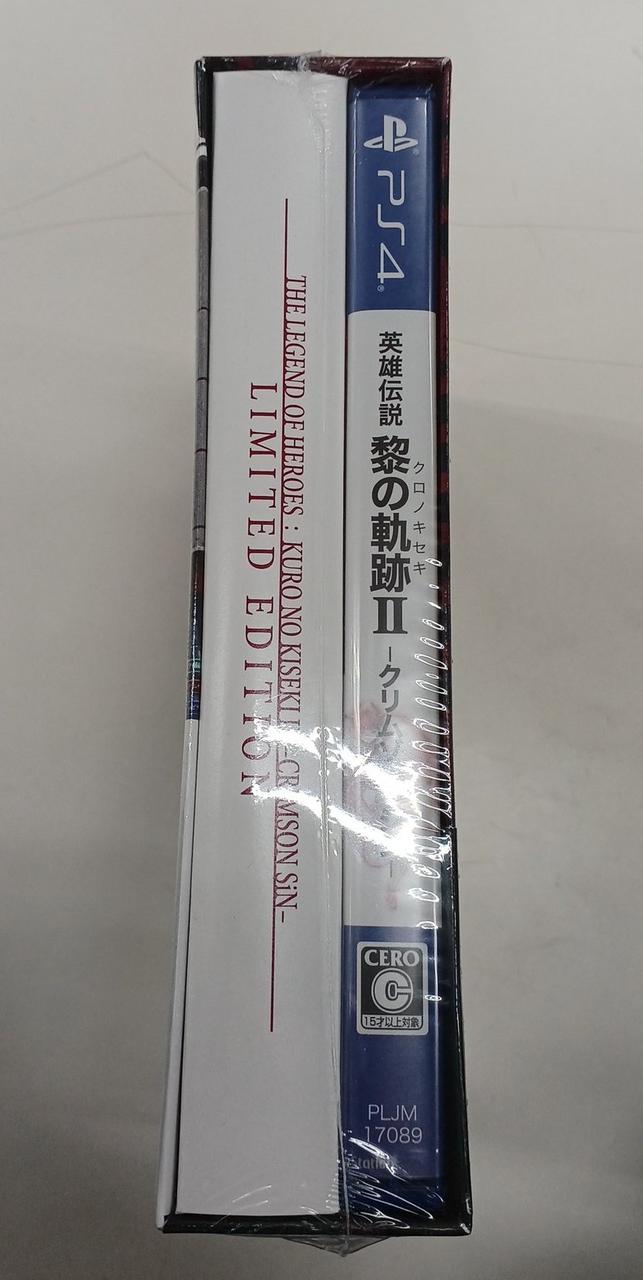 THE LEGEND OF HEROES : KURO NO KISEKI –CRIMSON SiN–
LIMITED EDITION
PS4
英雄伝説
黎の軌跡II
クロノキセキ
–クリム
CERO
C
15才以上対象
PLJM
17089